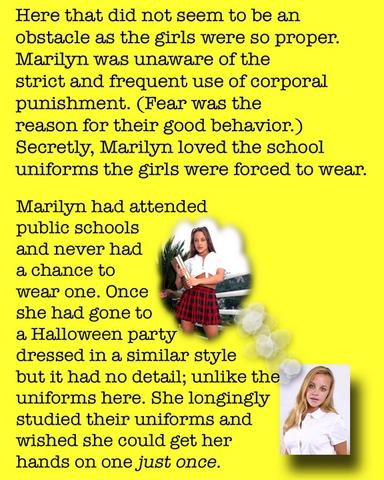 Here that did not seem to be an
obstacle as the girls were so proper.
Marilyn was unaware of the
strict and frequent use of corporal
punishment. (Fear was the
reason for their good behavior.)
Secretly, Marilyn loved the school
uniforms the girls were forced to wear.
Marilyn had attended
public schools
and never had
a chance to
wear one. Once
she had gone to
a Halloween party
dressed in a similar style
but it had no detail; unlike the
uniforms here. She longingly
studied their uniforms and
wished she could get her
hands on one just once.